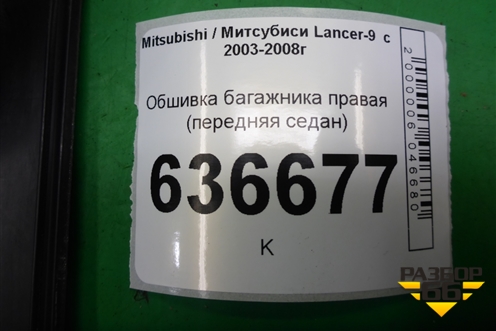 Mitsubishi / Митсубиси Lancer-9 с
2003-2008г
Обшивка багажника правая
(передняя седан)
636677
К
2000006046680
РАЗБОР
66